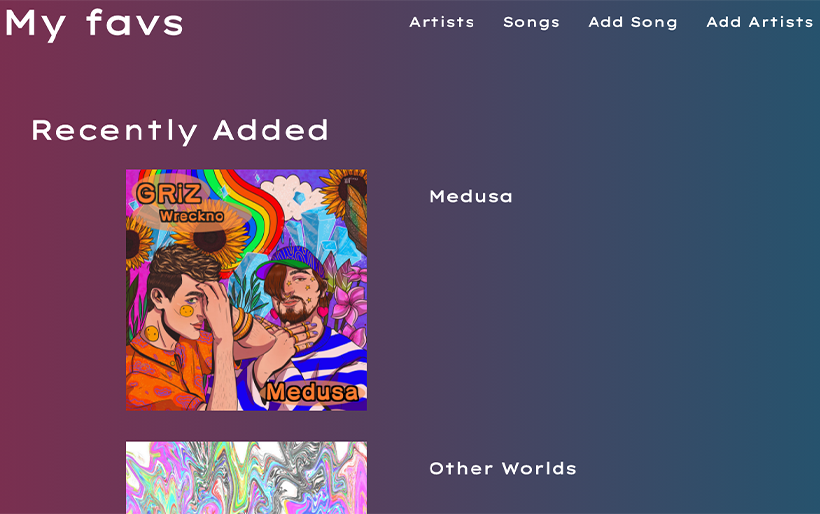 My favs
Artists Songs Add Song Add Artists
Recently Added
GRiZ
Wreckno
Medusa
Medusa
Other Worlds